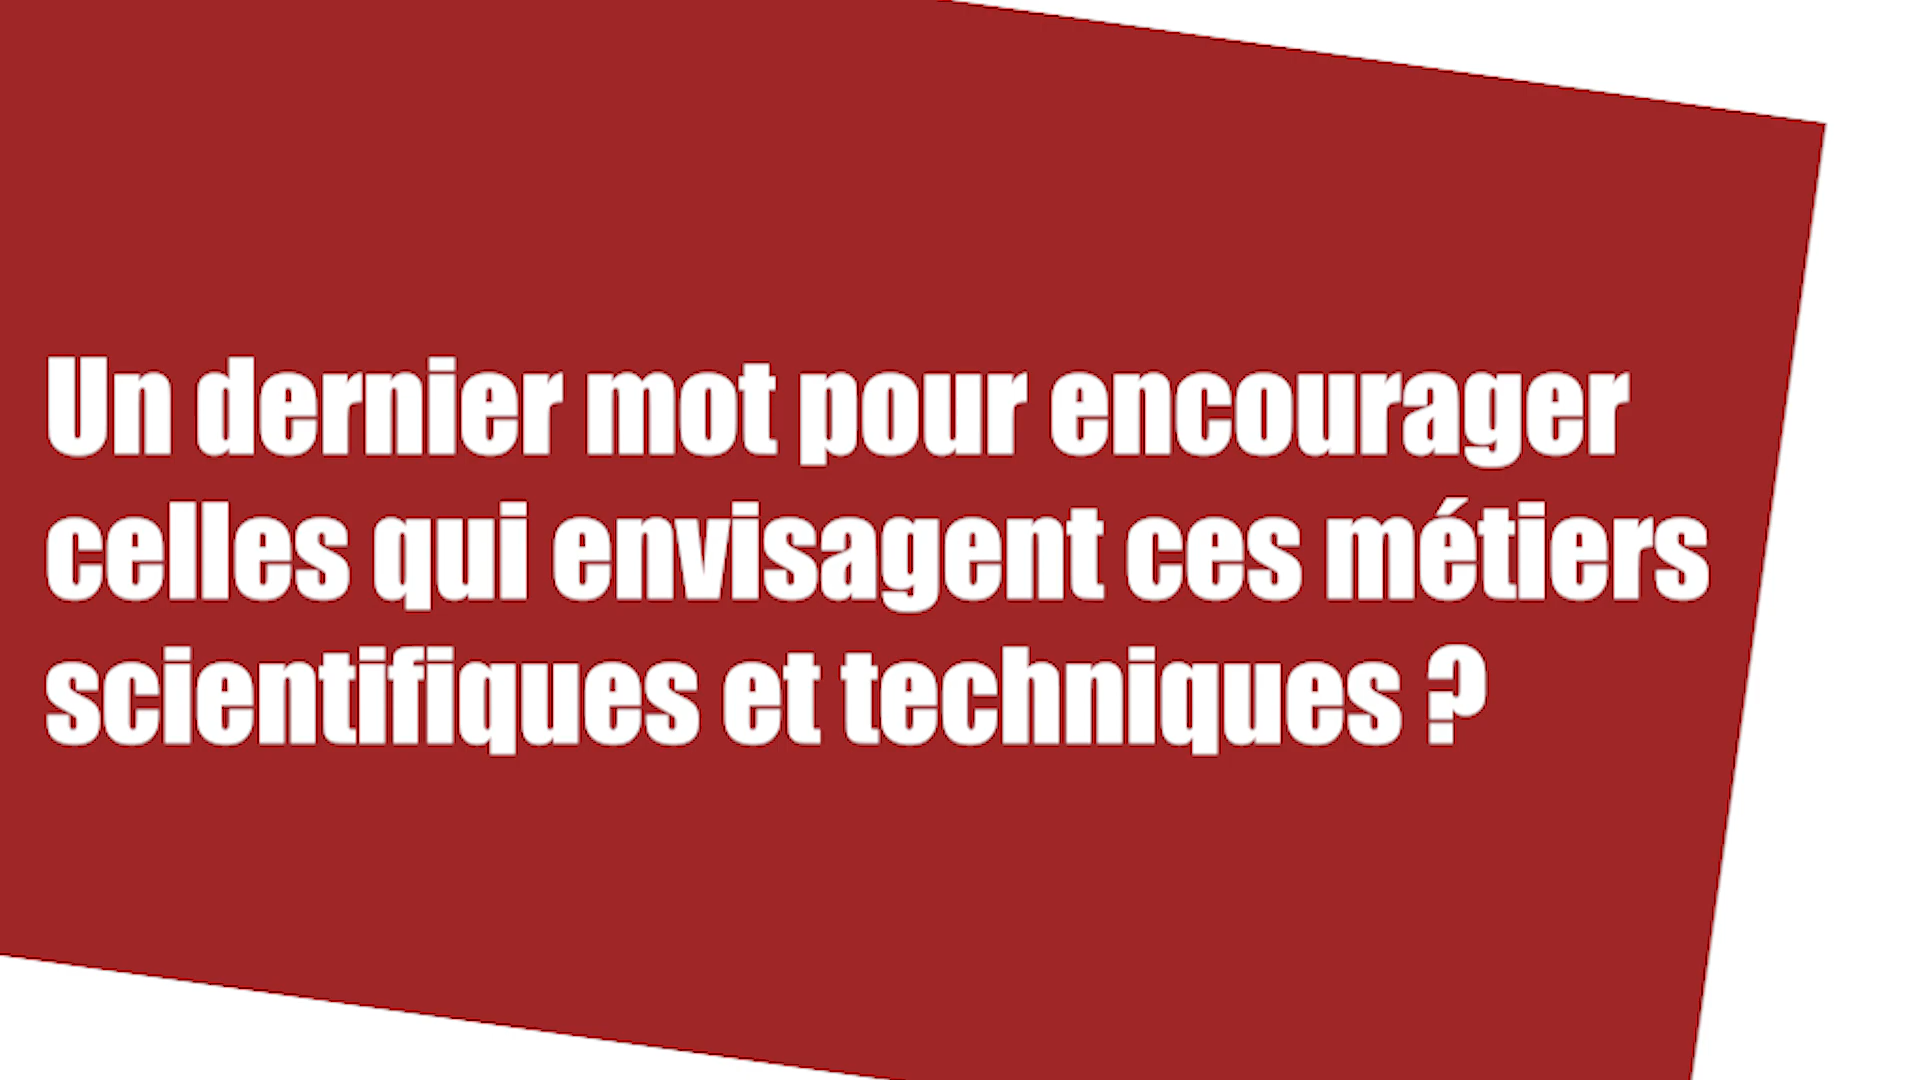 Un dernier mot pour encourager
celles qui envisagent ces métiers
scientifiques et techniques ?